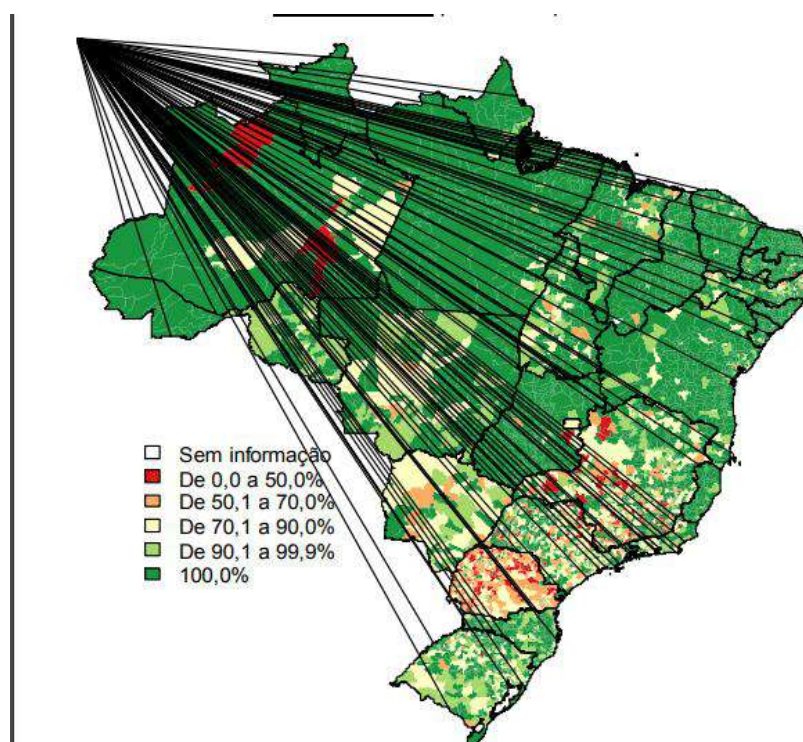 Sem informação
De 0,0 a 50,0%
De 50,1 a 70,0%
De 70,1 a 90,0%
De 90,1 a 99,9%
100,0%